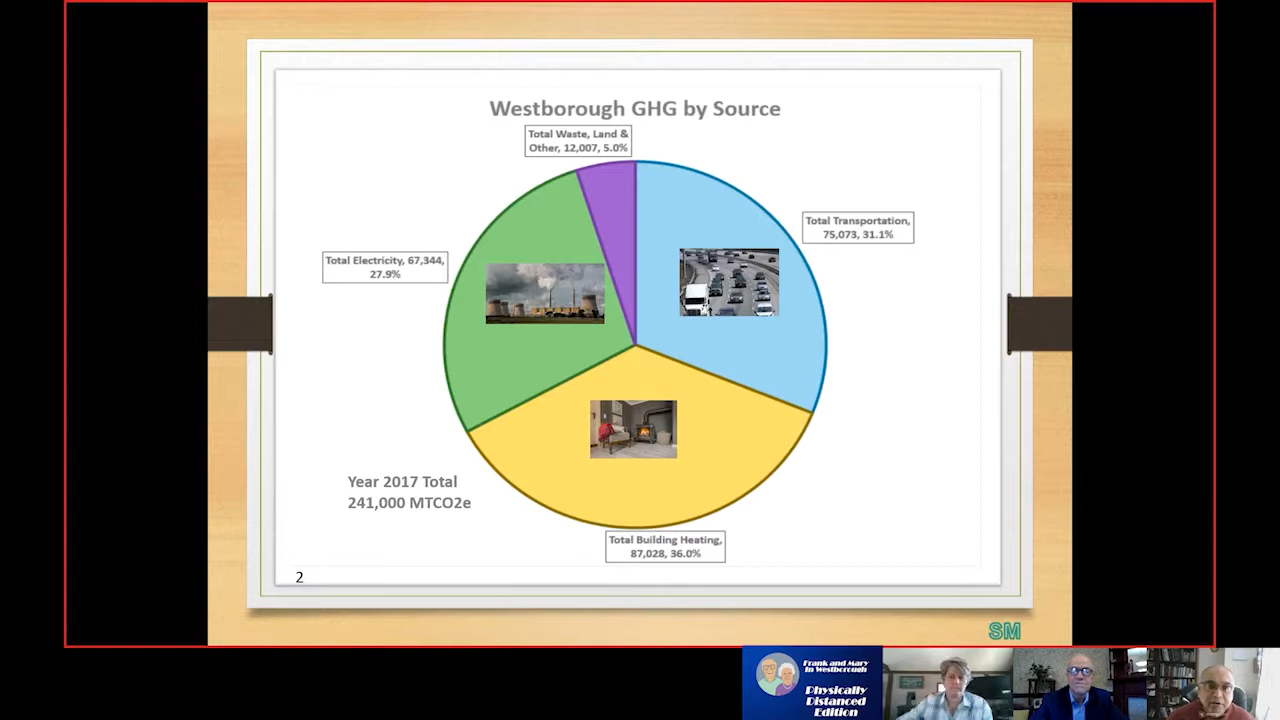 Westborough GHG by Source
Total Waste, Land &
Other, 12,007, 5.0%
Total Transportation,
75,073, 31.1%
Total Electricity, 67,344,
27.9%
Year 2017 Total
241,000 MTCO2e
Total Building Heating,
87,028, 36.0%
2
SM
Frank and Mary
In Westborough
Physically
Distanced
Edition